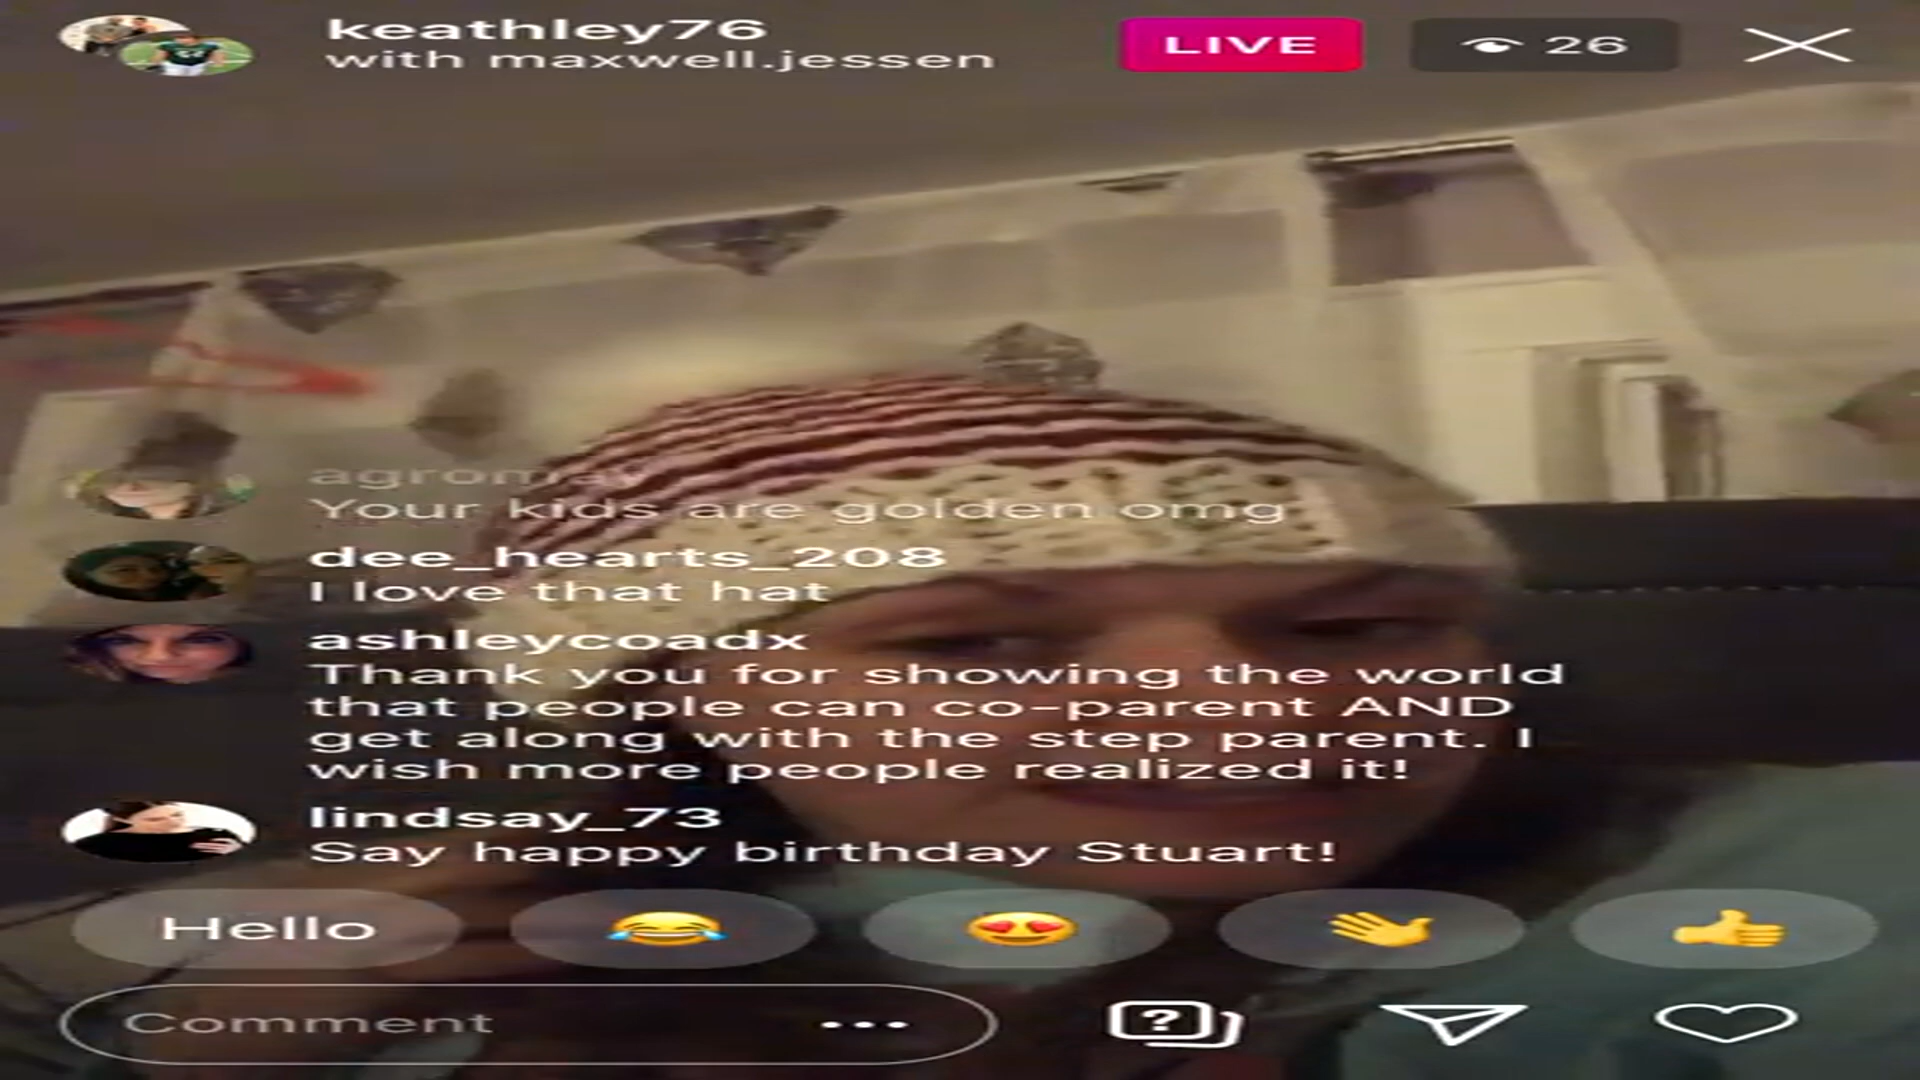 keathley76
with maxwell.jessen
LIVE
26
Your kids are golden omg
dee_hearts_208
I love that hat
ashleycoadx
Thank you for showing the world
that people can co-parent AND
get along with the step parent. I
wish more people realized it!
lindsay_73
Say happy birthday Stuart!
Hello
Comment